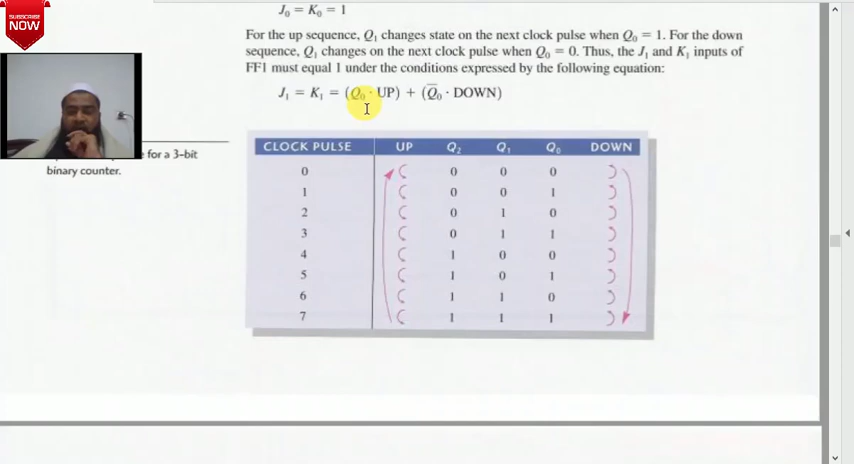 SUBSCRIBE
NOW
J₀ = K₀ = 1
For the up sequence, Q₁ changes state on the next clock pulse when Q₀ = 1. For the down
sequence, Q₁ changes on the next clock pulse when Q₀ = 0. Thus, the J₁ and K₁ inputs of
FF1 must equal 1 under the conditions expressed by the following equation:
J₁ = K₁ = (Q₀ · UP) + (Q̅₀ · DOWN)
for a 3-bit
binary counter.
CLOCK PULSE UP Q₂ Q₁ Q₀ DOWN
0 0 0 0
1 0 0 1
2 0 1 0
3 0 1 1
4 1 0 0
5 1 0 1
6 1 1 0
7 1 1 1